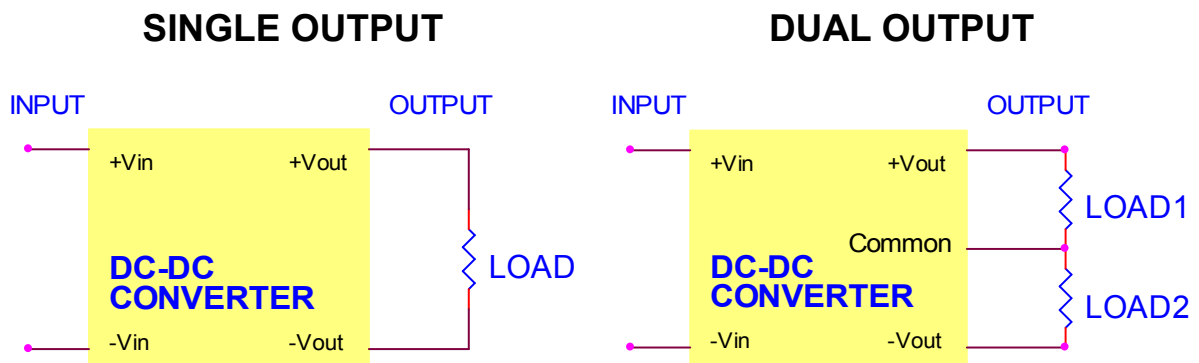 SINGLE OUTPUT
INPUT
OUTPUT
+Vin
+Vout
DC-DC
CONVERTER
LOAD
-Vin
-Vout
DUAL OUTPUT
INPUT
OUTPUT
+Vin
+Vout
LOAD1
Common
DC-DC
CONVERTER
LOAD2
-Vin
-Vout